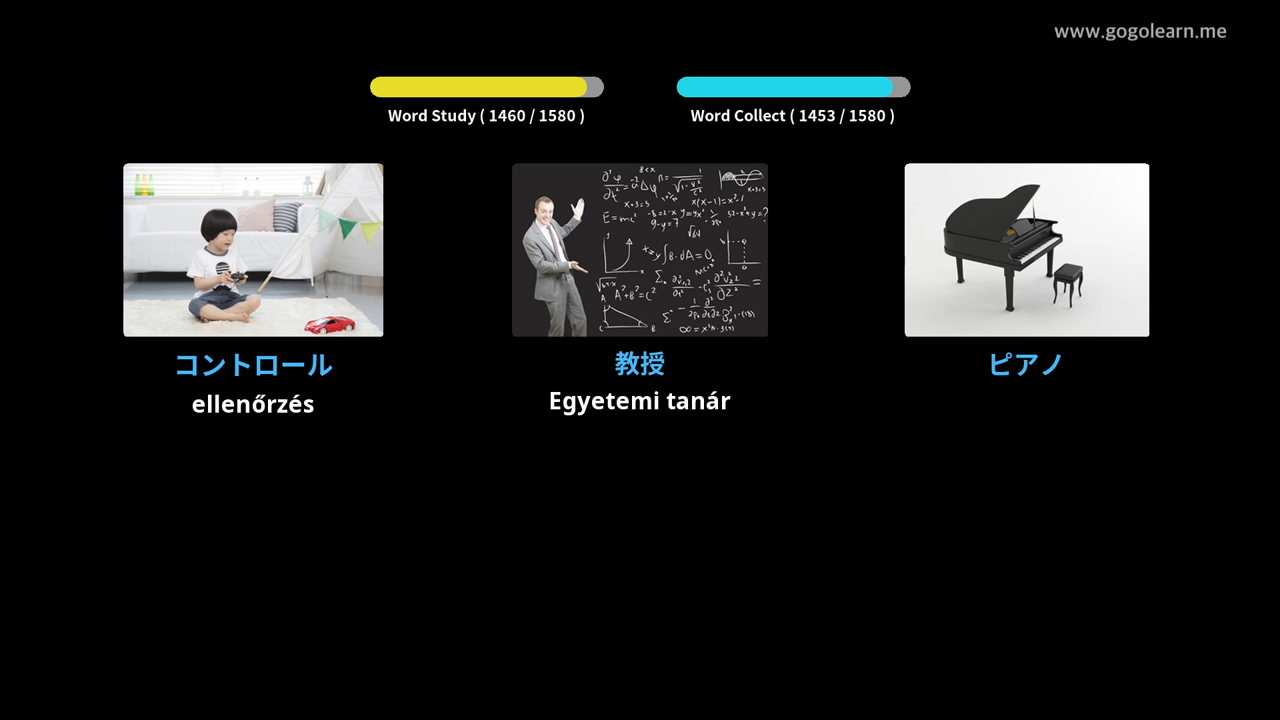 www.gogolearn.me
Word Study ( 1460 / 1580 )
Word Collect ( 1453 / 1580 )
コントロール
教授
ピアノ
ellenőrzés
Egyetemi tanár